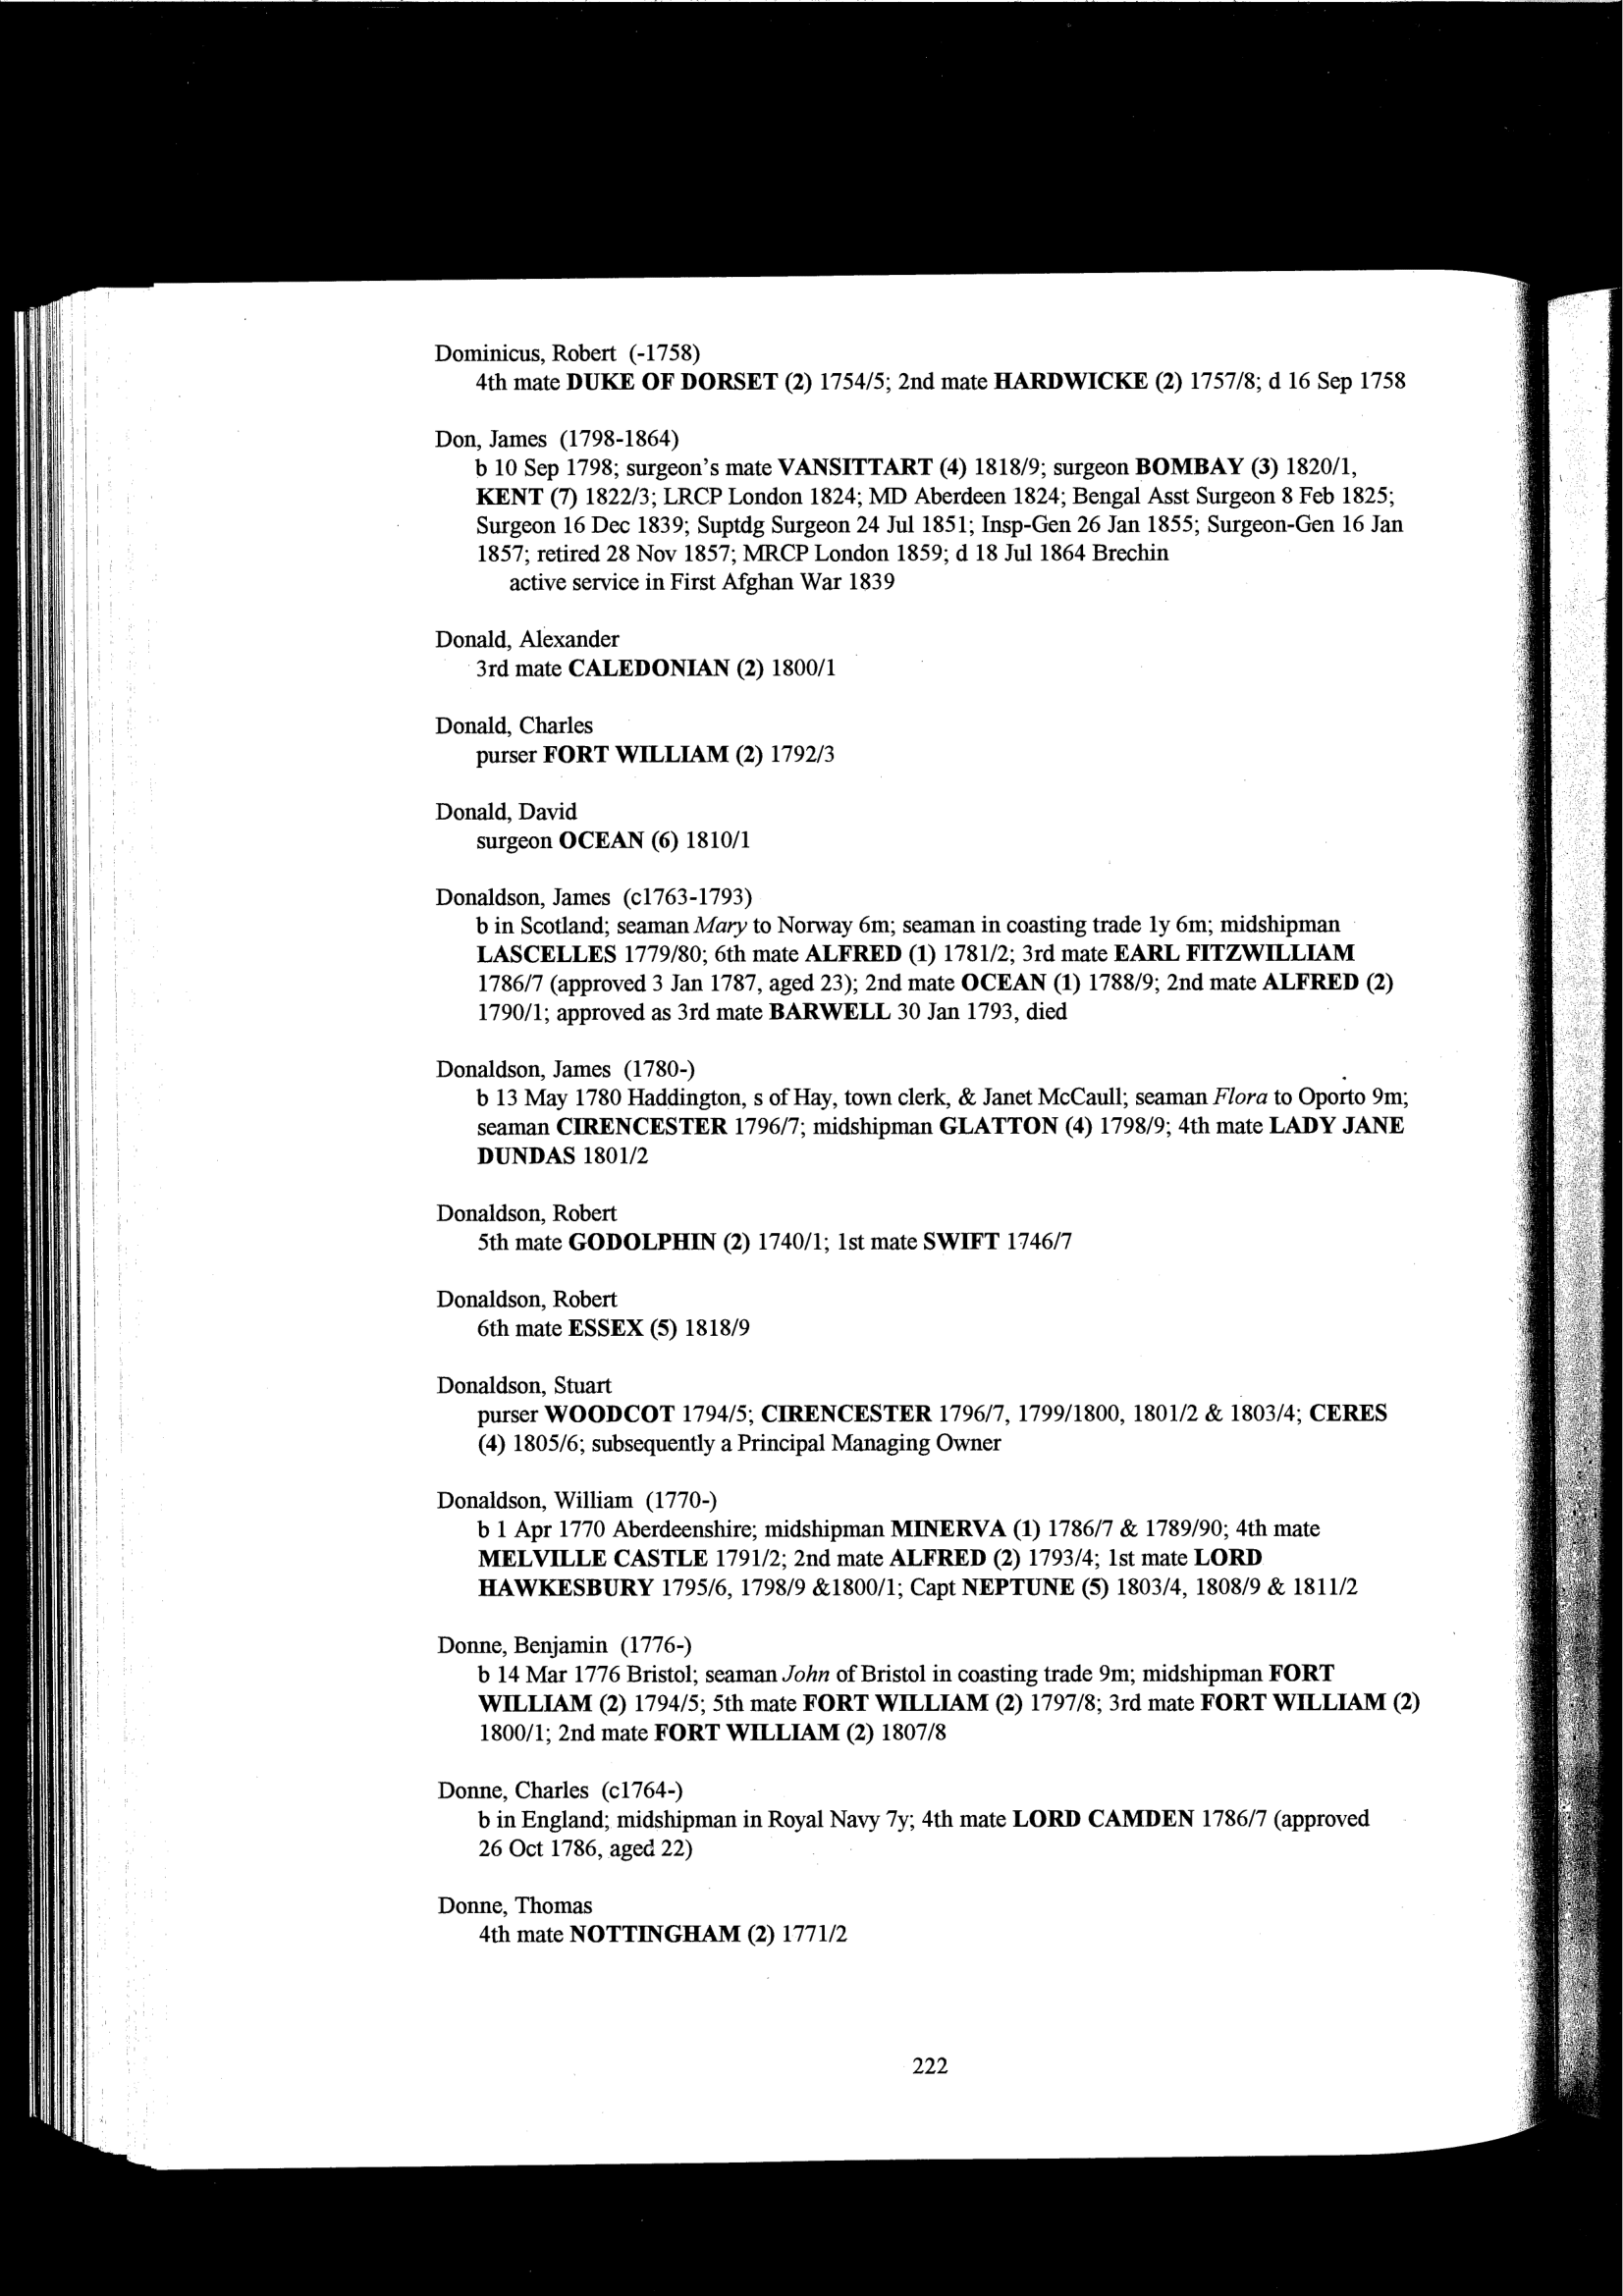 Dominicus, Robert (-1758)
4th mate DUKE OF DORSET (2) 1754/5; 2nd mate HARDWICKE (2) 1757/8; d 16 Sep 1758
Don, James (1798-1864)
b 10 Sep 1798; surgeon's mate VANSITTART (4) 1818/9; surgeon BOMBAY (3) 1820/1,
KENT (7) 1822/3; LRCP London 1824; MD Aberdeen 1824; Bengal Asst Surgeon 8 Feb 1825;
Surgeon 16 Dec 1839; Suptdg Surgeon 24 Jul 1851; Insp-Gen 26 Jan 1855; Surgeon-Gen 16 Jan
1857; retired 28 Nov 1857; MRCP London 1859; d 18 Jul 1864 Brechin
active service in First Afghan War 1839
Donald, Alexander
3rd mate CALEDONIAN (2) 1800/1
Donald, Charles
purser FORT WILLIAM (2) 1792/3
Donald, David
surgeon OCEAN (6) 1810/1
Donaldson, James (c1763-1793)
b in Scotland; seaman Mary to Norway 6m; seaman in coasting trade 1y 6m; midshipman
LASCELLES 1779/80; 6th mate ALFRED (1) 1781/2; 3rd mate EARL FITZWILLIAM
1786/7 (approved 3 Jan 1787, aged 23); 2nd mate OCEAN (1) 1788/9; 2nd mate ALFRED (2)
1790/1; approved as 3rd mate BARWELL 30 Jan 1793, died
Donaldson, James (1780-)
b 13 May 1780 Haddington, s of Hay, town clerk, & Janet McCaull; seaman Flora to Oporto 9m;
seaman CIRENCESTER 1796/7; midshipman GLATTON (4) 1798/9; 4th mate LADY JANE
DUNDAS 1801/2
Donaldson, Robert
5th mate GODOLPHIN (2) 1740/1; 1st mate SWIFT 1746/7
Donaldson, Robert
6th mate ESSEX (5) 1818/9
Donaldson, Stuart
purser WOODCOT 1794/5; CIRENCESTER 1796/7, 1799/1800, 1801/2 & 1803/4; CERES
(4) 1805/6; subsequently a Principal Managing Owner
Donaldson, William (1770-)
b 1 Apr 1770 Aberdeenshire; midshipman MINERVA (1) 1786/7 & 1789/90; 4th mate
MELVILLE CASTLE 1791/2; 2nd mate ALFRED (2) 1793/4; 1st mate LORD
HAWKESBURY 1795/6, 1798/9 &1800/1; Capt NEPTUNE (5) 1803/4, 1808/9 & 1811/2
Donne, Benjamin (1776-)
b 14 Mar 1776 Bristol; seaman John of Bristol in coasting trade 9m; midshipman FORT
WILLIAM (2) 1794/5; 5th mate FORT WILLIAM (2) 1797/8; 3rd mate FORT WILLIAM (2)
1800/1; 2nd mate FORT WILLIAM (2) 1807/8
Donne, Charles (c1764-)
b in England; midshipman in Royal Navy 7y; 4th mate LORD CAMDEN 1786/7 (approved
26 Oct 1786, aged 22)
Donne, Thomas
4th mate NOTTINGHAM (2) 1771/2
222